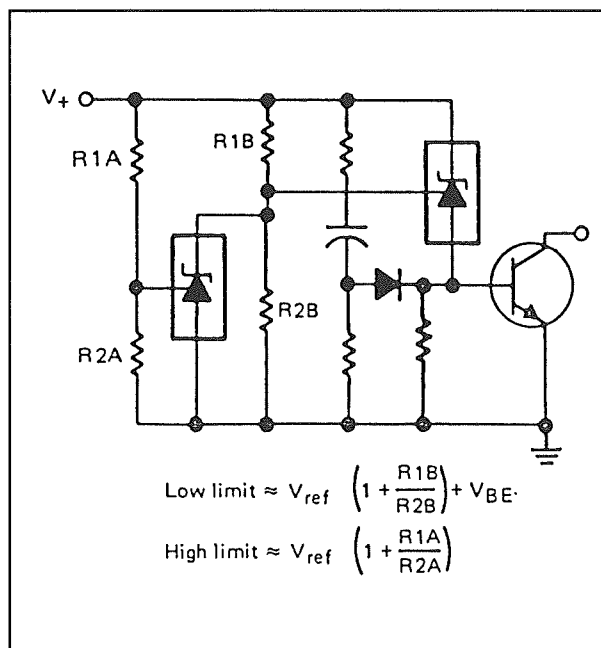 V+
R1A
R1B
R2A
R2B
Low limit ≈ Vref (1 + R1B/R2B) + VBE.
High limit ≈ Vref (1 + R1A/R2A)